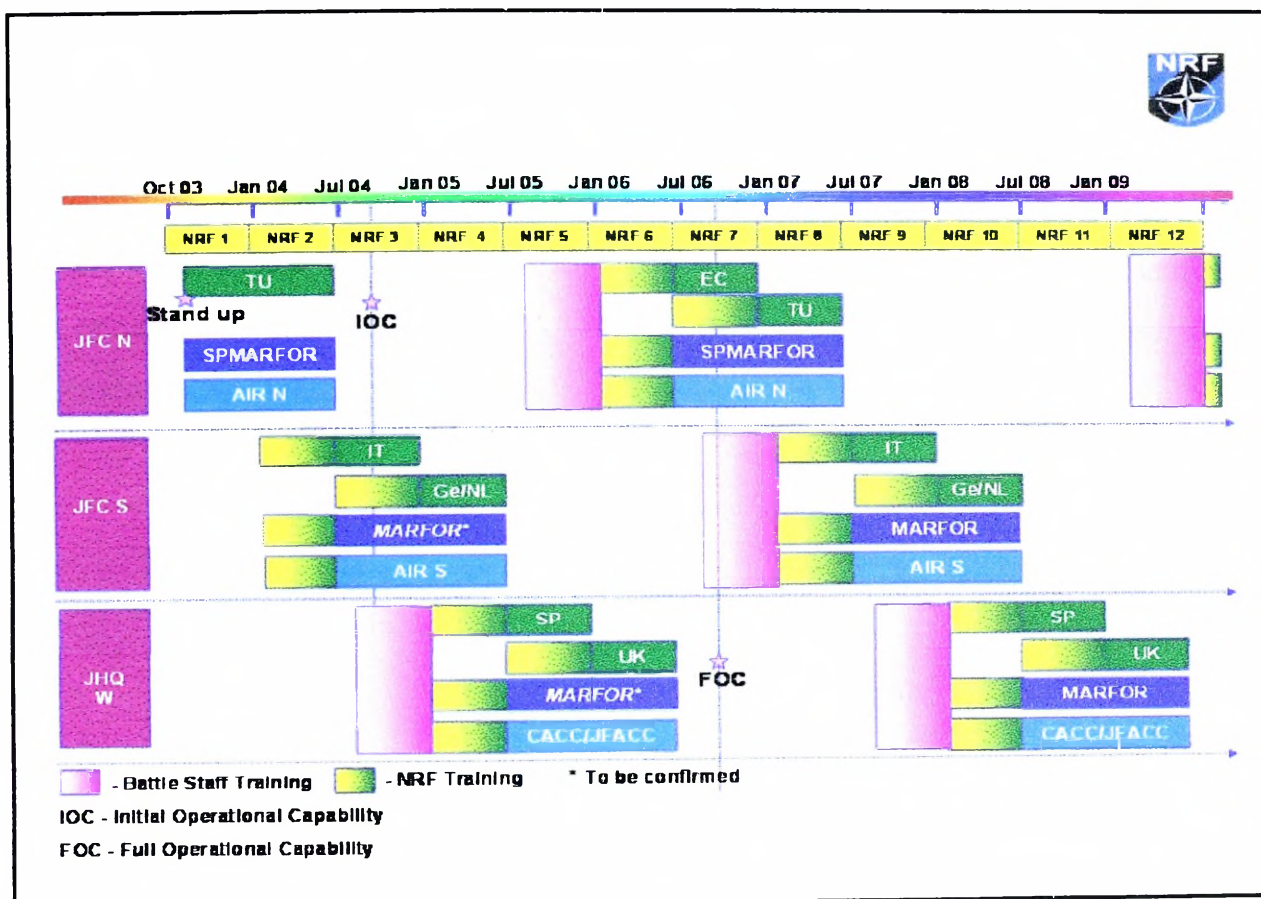 NRF
Oct 03 Jan 04 Jul 04 Jan 05 Jul 05 Jan 06 Jul 06 Jan 07 Jul 07 Jan 08 Jul 08 Jan 09
NRF 1 NRF 2 NRF 3 NRF 4 NRF 5 NRF 6 NRF 7 NRF 8 NRF 9 NRF 10 NRF 11 NRF 12
JFC N
TU
EC
Stand up
IOC
TU
SPMARFOR
SPMARFOR
AIR N
AIR N
JFC S
IT
IT
Ge/NL
Ge/NL
MARFOR*
MARFOR
AIR S
AIR S
JHQ
W
SP
SP
UK
UK
FOC
MARFOR*
MARFOR
CACC/JFACC
CACC/JFACC
- Battle Staff Training - NRF Training * To be confirmed
IOC - Initial Operational Capability
FOC - Full Operational Capability